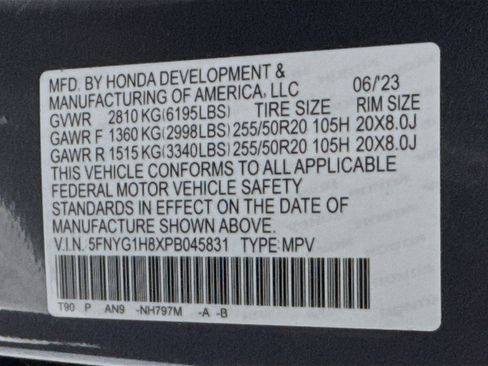 MFD. BY HONDA DEVELOPMENT &
MANUFACTURING OF AMERICA, LLC 06/'23
GVWR 2810 KG(6195LBS) TIRE SIZE RIM SIZE
GAWR F 1360 KG(2998LBS) 255/50R20 105H 20X8.0J
GAWR R 1515 KG(3340LBS) 255/50R20 105H 20X8.0J
THIS VEHICLE CONFORMS TO ALL APPLICABLE
FEDERAL MOTOR VEHICLE SAFETY
STANDARDS IN EFFECT ON THE DATE OF
MANUFACTURE SHOWN ABOVE.
V.I.N. 5FNYG1H8XPB045831 TYPE: MPV
T90 P AN9 -NH797M -A -B